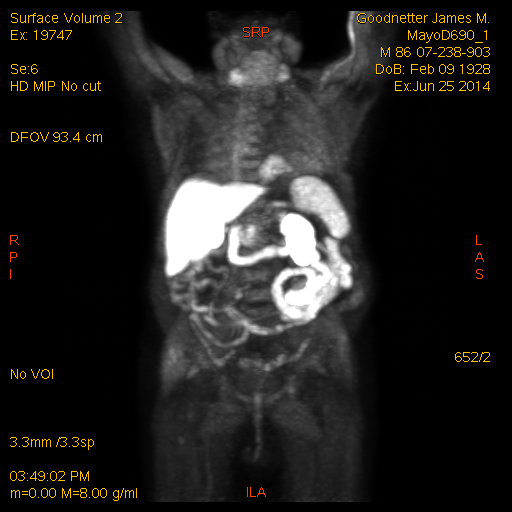 Surface Volume 2
Ex: 19747
Se:6
HD MIP No cut
DFOV 93.4 cm
SRP
Goodnetter James M.
MayoD690_1
M 86 07-238-903
DoB: Feb 09 1928
Ex:Jun 25 2014
R
P
I
L
A
S
652/2
No VOI
3.3mm /3.3sp
03:49:02 PM
m=0.00 M=8.00 g/ml
ILA